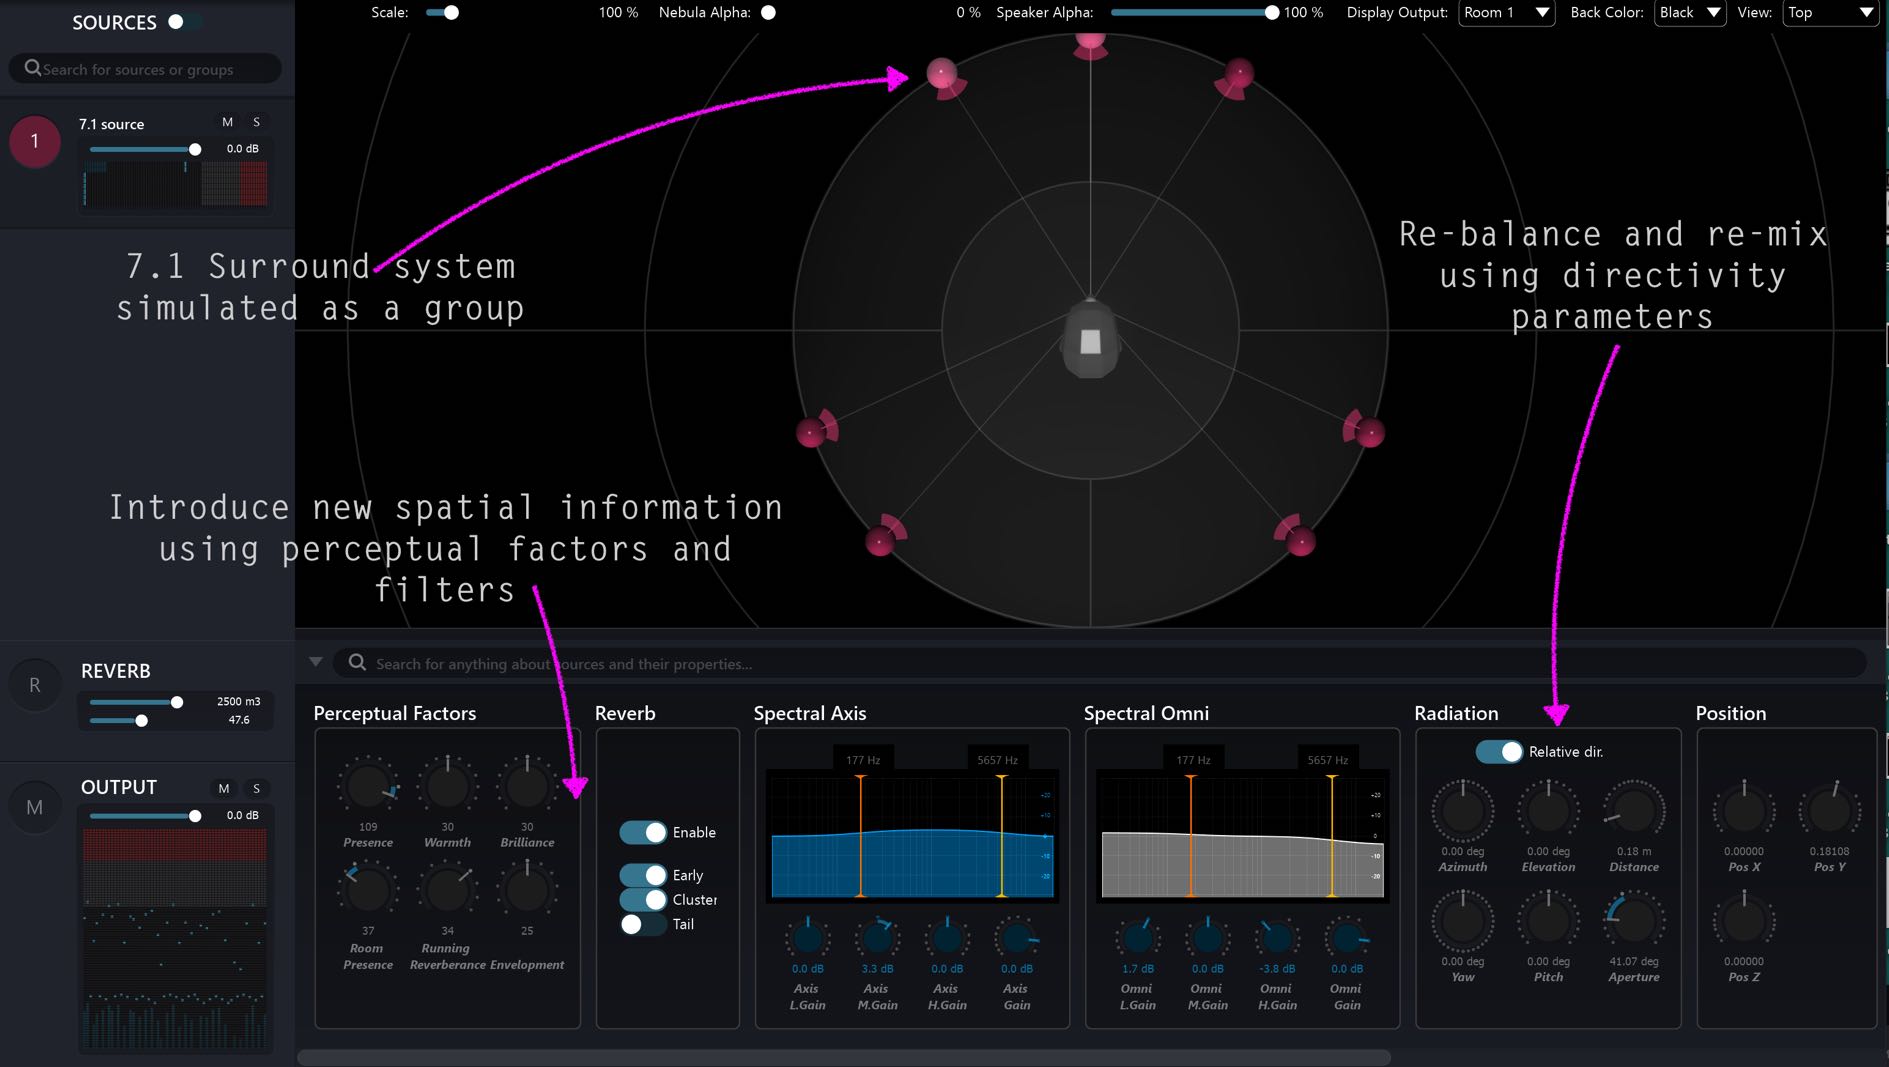 SOURCES
Scale: 100 % Nebula Alpha: 0 % Speaker Alpha: 100 % Display Output: Room 1 Back Color: Black View: Top
Search for sources or groups
1
7.1 source M S
0.0 dB
7.1 Surround system
simulated as a group
Re-balance and re-mix
using directivity
parameters
Introduce new spatial information
using perceptual factors and
filters
R
REVERB
2500 m3
47.6
M
OUTPUT M S
0.0 dB
Search for anything about sources and their properties...
Perceptual Factors
109 30 30
Presence Warmth Brilliance
37 34 25
Room Presence Running Reverberance Envelopment
Reverb
Enable
Early
Cluster
Tail
Spectral Axis
177 Hz 5657 Hz
+20
0
-10
-20
0.0 dB 3.3 dB 0.0 dB 0.0 dB
Axis Axis Axis Axis
L.Gain M.Gain H.Gain Gain
Spectral Omni
177 Hz 5657 Hz
+20
0
-10
-20
1.7 dB 0.0 dB -3.8 dB 0.0 dB
Omni Omni Omni Omni
L.Gain M.Gain H.Gain Gain
Radiation
Relative dir.
0.00 deg 0.00 deg 0.18 m
Azimuth Elevation Distance
0.00 deg 0.00 deg 41.07 deg
Yaw Pitch Aperture
Position
0.00000 0.18108
Pos X Pos Y
0.00000
Pos Z